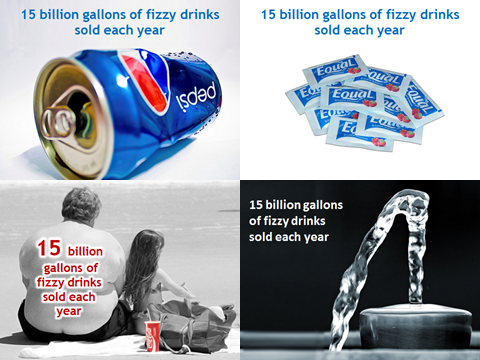 15 billion gallons of fizzy drinks
sold each year
pepsi
15 billion gallons of fizzy drinks
sold each year
EQUAL
EQUAL
EQUAL
EQUAL
EQUAL
EQUAL
15 billion
gallons of
fizzy drinks
sold each
year
15 billion gallons
of fizzy drinks
sold each year